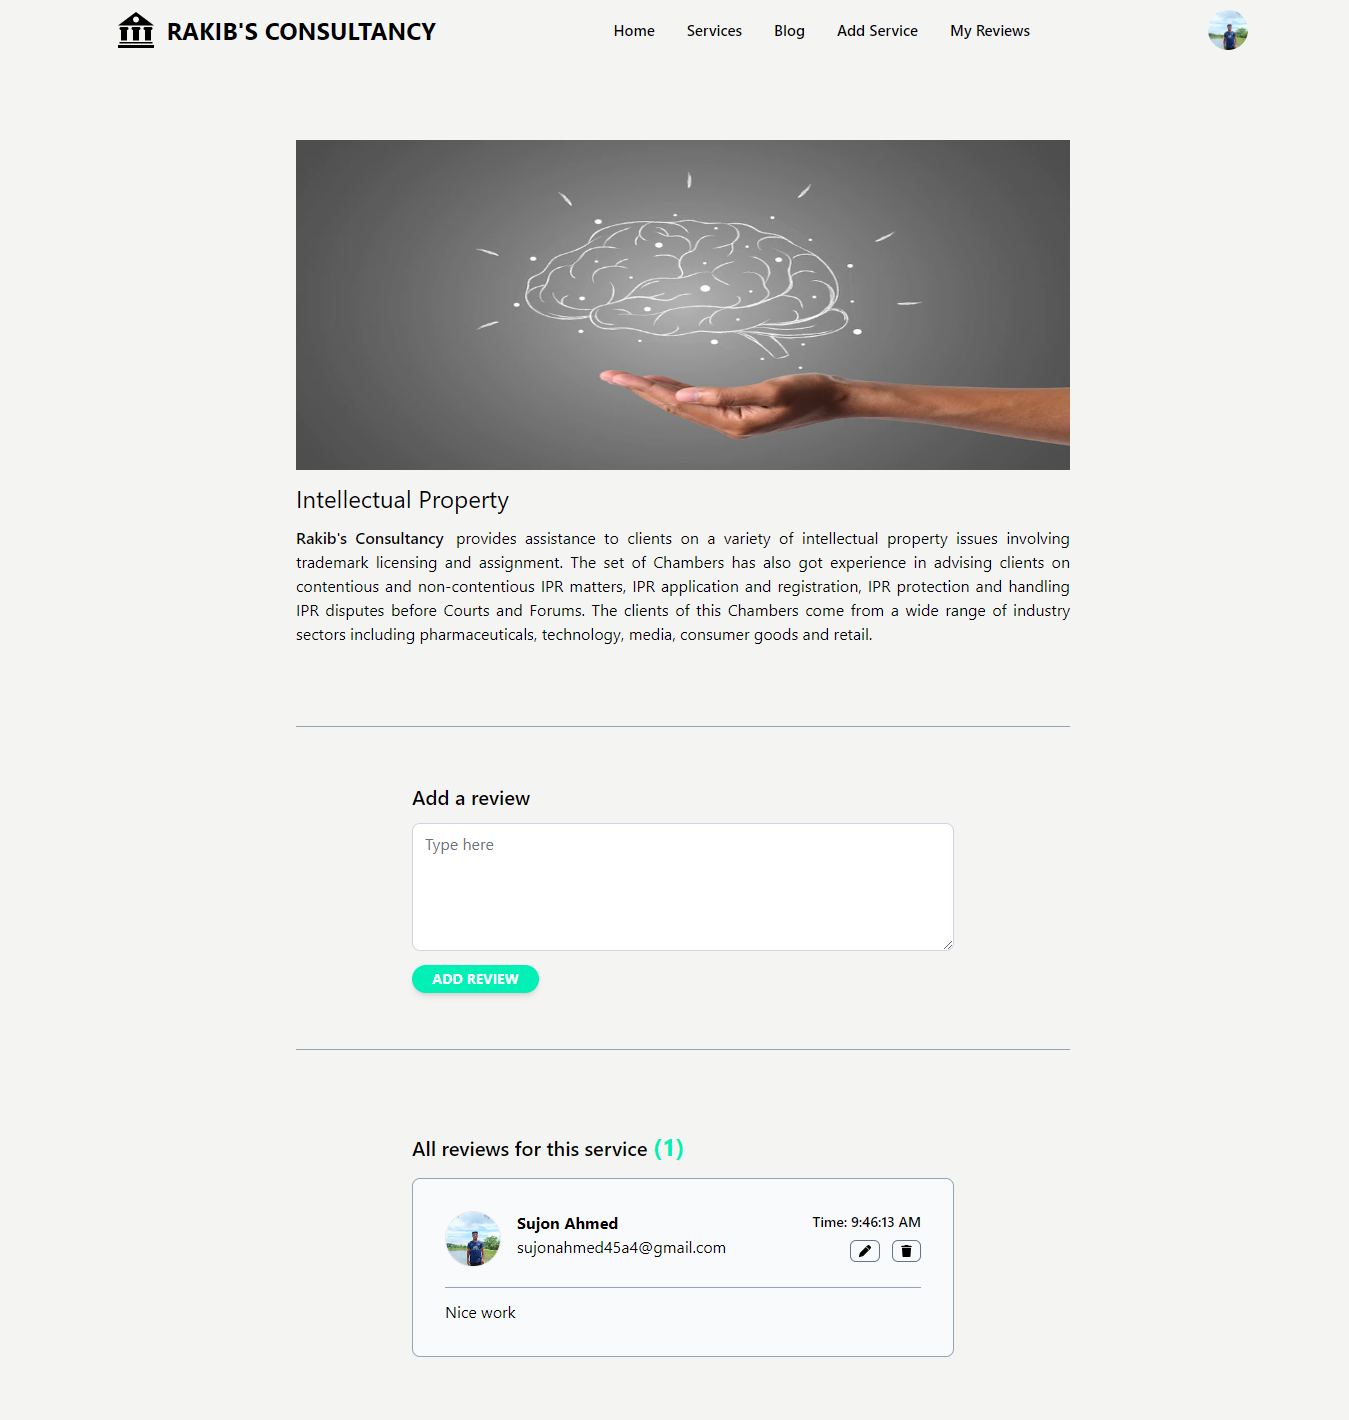 RAKIB'S CONSULTANCY
Home Services Blog Add Service My Reviews
Intellectual Property
Rakib's Consultancy provides assistance to clients on a variety of intellectual property issues involving
trademark licensing and assignment. The set of Chambers has also got experience in advising clients on
contentious and non-contentious IPR matters, IPR application and registration, IPR protection and handling
IPR disputes before Courts and Forums. The clients of this Chambers come from a wide range of industry
sectors including pharmaceuticals, technology, media, consumer goods and retail.
Add a review
Type here
ADD REVIEW
All reviews for this service (1)
Sujon Ahmed
Time: 9:46:13 AM
sujonahmed45a4@gmail.com
Nice work